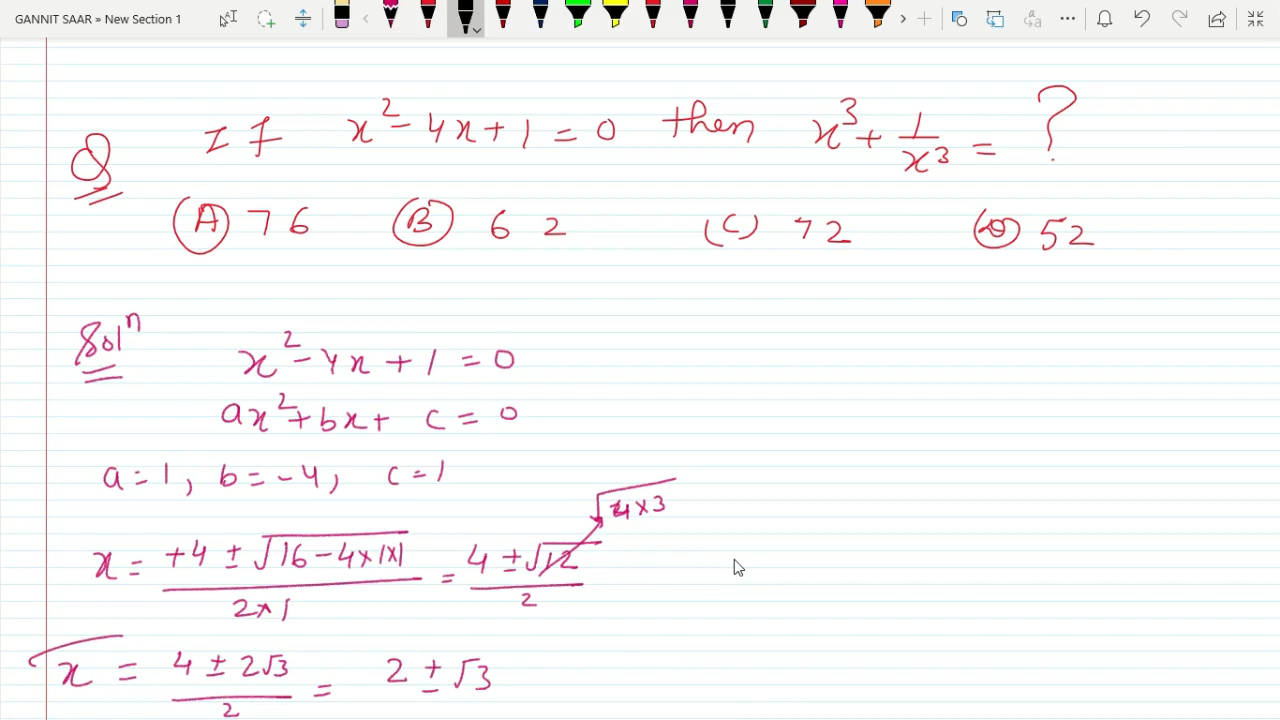 GANNIT SAAR » New Section 1
Q If x² - 4x + 1 = 0 then x³ + 1/x³ = ?
(A) 76 (B) 62 (C) 72 (D) 52
Solⁿ x² - 4x + 1 = 0
ax² + bx + c = 0
a = 1, b = -4, c = 1
x = (+4 ± √(16 - 4×1×1))/(2×1) = (4 ± √12)/2 √(4×3)
x = (4 ± 2√3)/2 = 2 ± √3